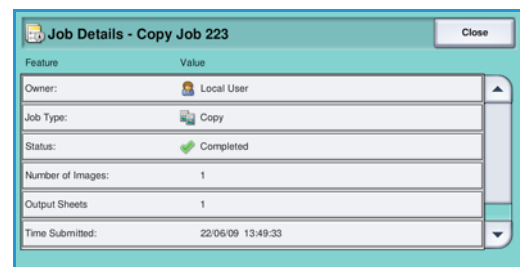 Job Details - Copy Job 223
Close
Feature Value
Owner: Local User
Job Type: Copy
Status: Completed
Number of Images: 1
Output Sheets 1
Time Submitted: 22/06/09 13:49:33